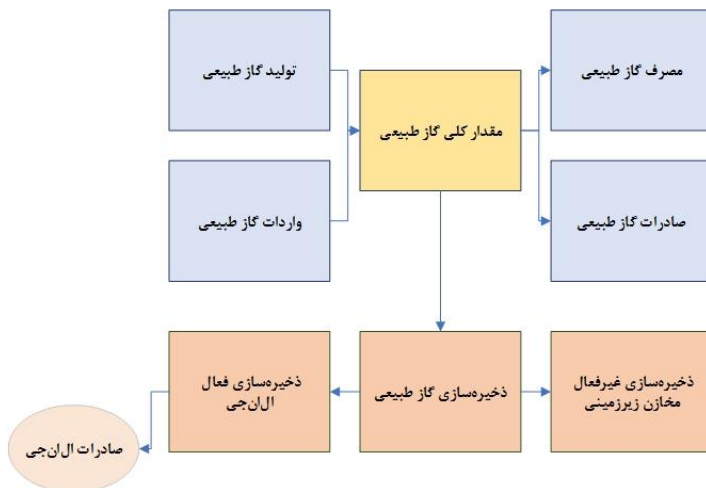 مصرف گاز طبیعی
تولید گاز طبیعی
مقدار کلی گاز طبیعی
صادرات گاز طبیعی
واردات گاز طبیعی
ذخیره‌سازی غیرفعال
مخازن زیرزمینی
ذخیره‌سازی گاز طبیعی
ذخیره‌سازی فعال
ال‌ان‌جی
صادرات ال‌ان‌جی